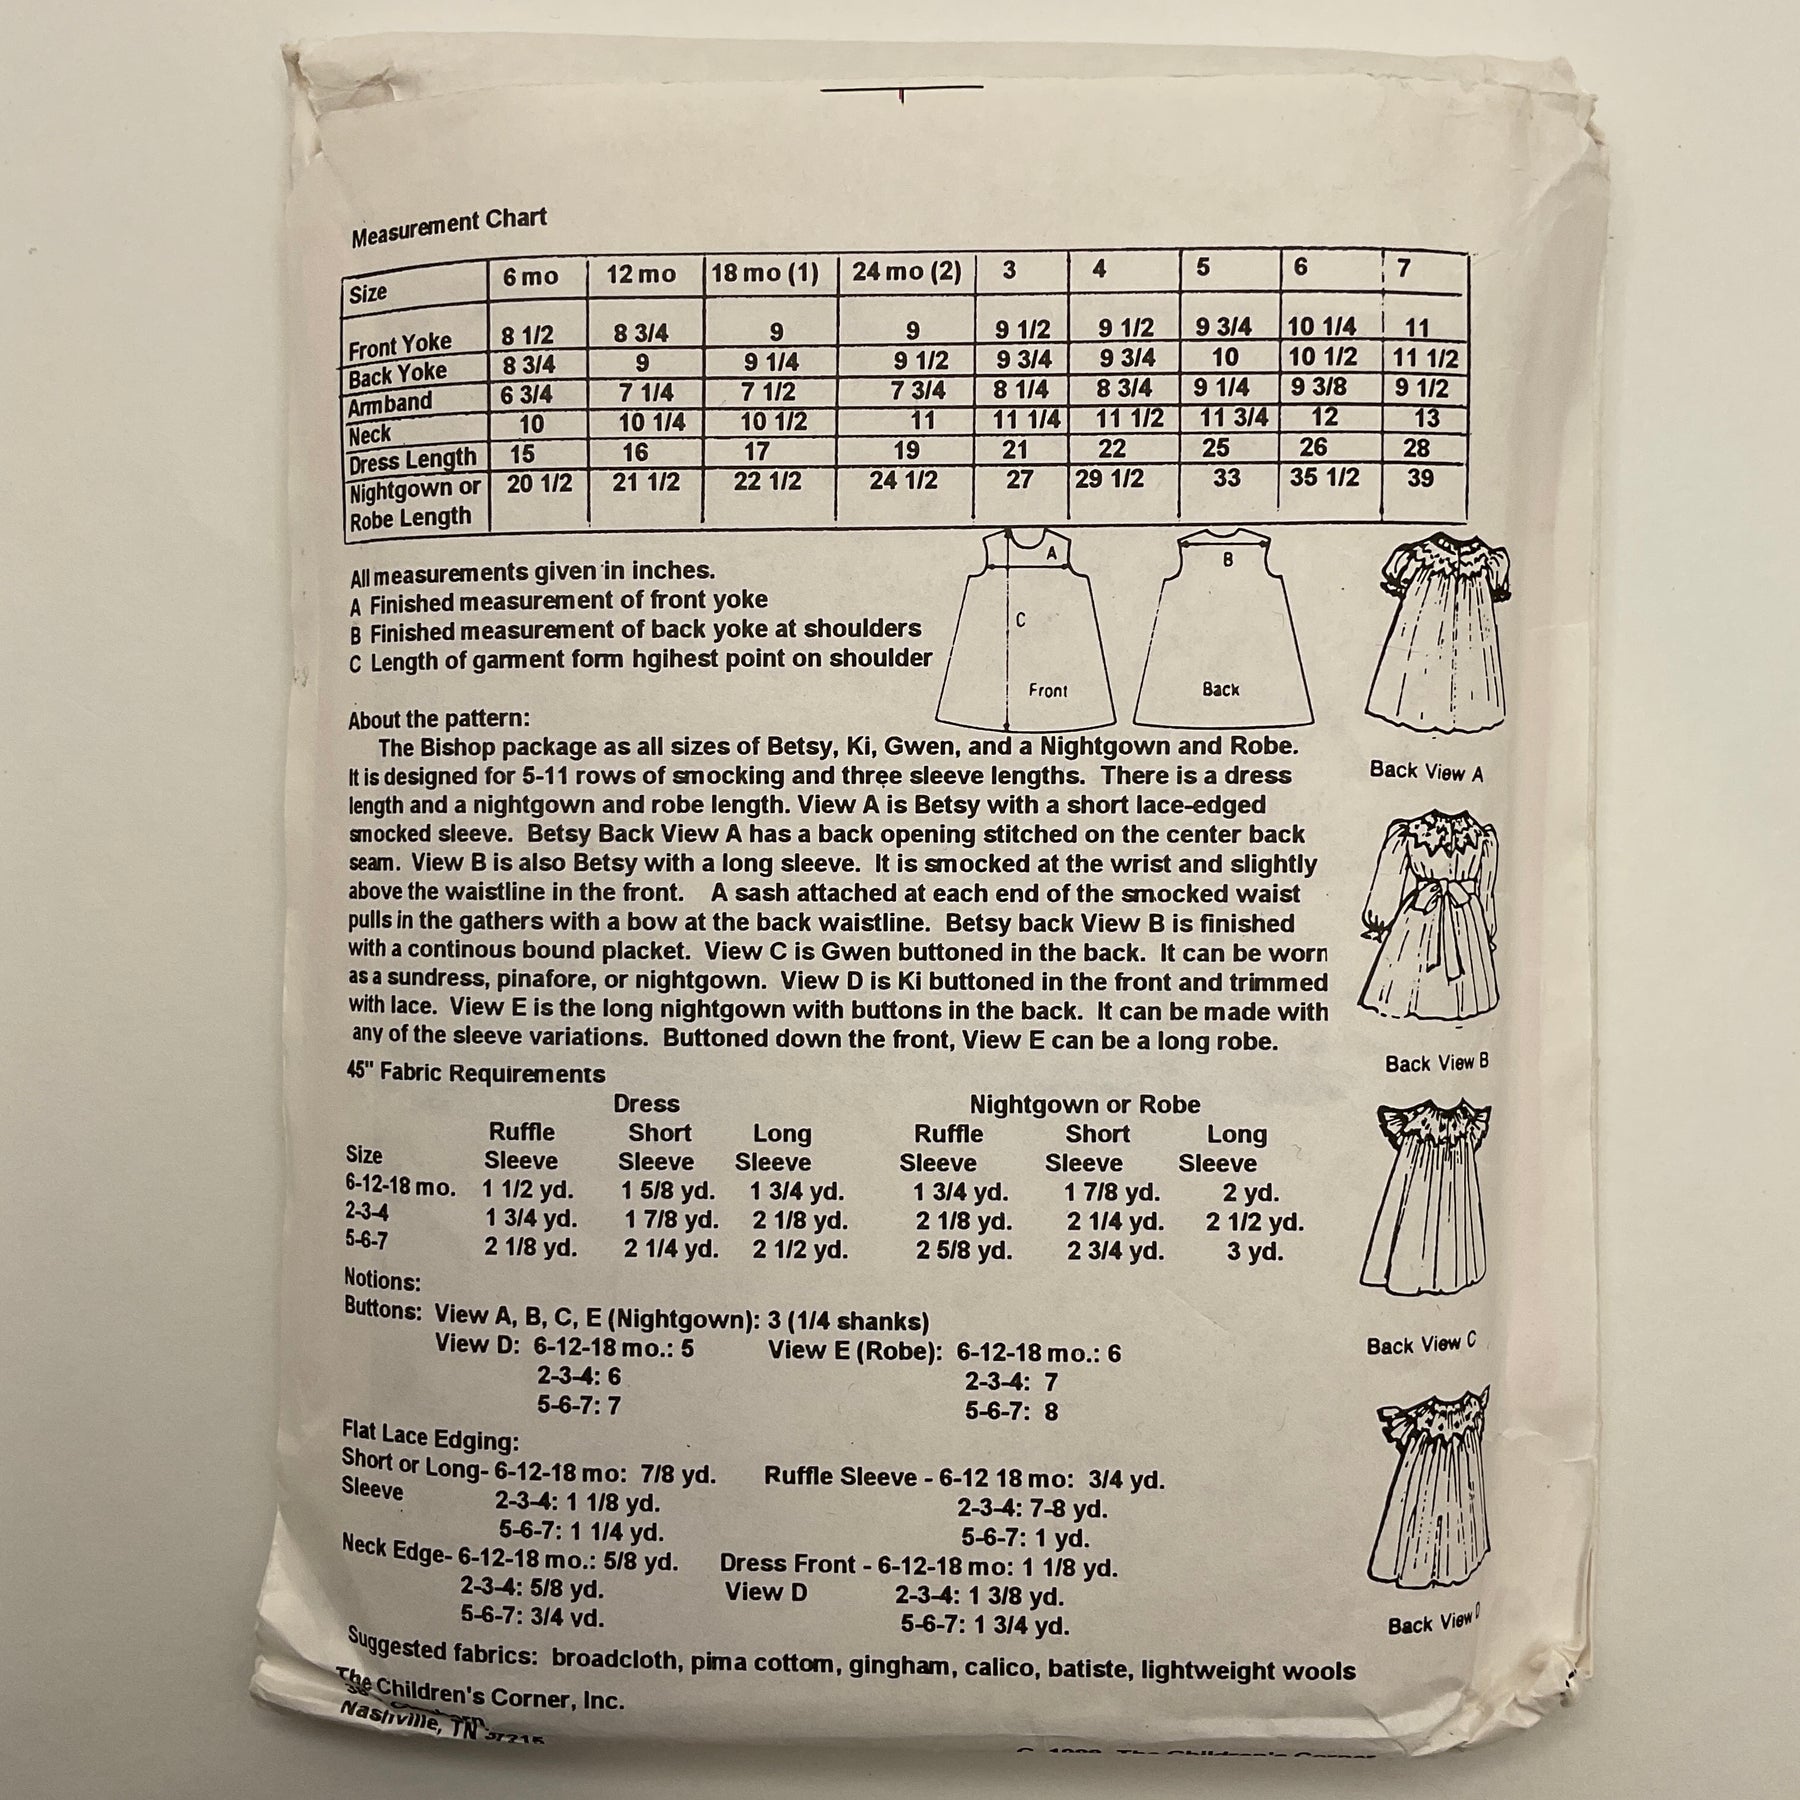 Measurement Chart
Size 6 mo 12 mo 18 mo (1) 24 mo (2) 3 4 5 6 7
Front Yoke 8 1/2 8 3/4 9 9 9 1/2 9 1/2 9 3/4 10 1/4 11
Back Yoke 8 3/4 9 9 1/4 9 1/2 9 3/4 9 3/4 10 10 1/2 11 1/2
Armband 6 3/4 7 1/4 7 1/2 7 3/4 8 1/4 8 3/4 9 1/4 9 3/8 9 1/2
Neck 10 10 1/4 10 1/2 11 11 1/4 11 1/2 11 3/4 12 13
Dress Length 15 16 17 19 21 22 25 26 28
Nightgown or 20 1/2 21 1/2 22 1/2 24 1/2 27 29 1/2 33 35 1/2 39
Robe Length
All measurements given in inches.
A Finished measurement of front yoke
B Finished measurement of back yoke at shoulders
C Length of garment form hgihest point on shoulder
A
C
Front
B
Back
About the pattern:
The Bishop package as all sizes of Betsy, Ki, Gwen, and a Nightgown and Robe.
It is designed for 5-11 rows of smocking and three sleeve lengths. There is a dress
length and a nightgown and robe length. View A is Betsy with a short lace-edged
smocked sleeve. Betsy Back View A has a back opening stitched on the center back
seam. View B is also Betsy with a long sleeve. It is smocked at the wrist and slightly
above the waistline in the front. A sash attached at each end of the smocked waist
pulls in the gathers with a bow at the back waistline. Betsy back View B is finished
with a continous bound placket. View C is Gwen buttoned in the back. It can be worn
as a sundress, pinafore, or nightgown. View D is Ki buttoned in the front and trimmed
with lace. View E is the long nightgown with buttons in the back. It can be made with
any of the sleeve variations. Buttoned down the front, View E can be a long robe.
Back View A
Back View B
Back View C
Back View D
45" Fabric Requirements
Dress Nightgown or Robe
Ruffle Short Long Ruffle Short Long
Size Sleeve Sleeve Sleeve Sleeve Sleeve Sleeve
6-12-18 mo. 1 1/2 yd. 1 5/8 yd. 1 3/4 yd. 1 3/4 yd. 1 7/8 yd. 2 yd.
2-3-4 1 3/4 yd. 1 7/8 yd. 2 1/8 yd. 2 1/8 yd. 2 1/4 yd. 2 1/2 yd.
5-6-7 2 1/8 yd. 2 1/4 yd. 2 1/2 yd. 2 5/8 yd. 2 3/4 yd. 3 yd.
Notions:
Buttons: View A, B, C, E (Nightgown): 3 (1/4 shanks)
View D: 6-12-18 mo.: 5 View E (Robe): 6-12-18 mo.: 6
2-3-4: 6 2-3-4: 7
5-6-7: 7 5-6-7: 8
Flat Lace Edging:
Short or Long- 6-12-18 mo: 7/8 yd. Ruffle Sleeve - 6-12 18 mo: 3/4 yd.
Sleeve 2-3-4: 1 1/8 yd. 2-3-4: 7-8 yd.
5-6-7: 1 1/4 yd. 5-6-7: 1 yd.
Neck Edge- 6-12-18 mo.: 5/8 yd. Dress Front - 6-12-18 mo: 1 1/8 yd.
2-3-4: 5/8 yd. View D 2-3-4: 1 3/8 yd.
5-6-7: 3/4 yd. 5-6-7: 1 3/4 yd.
Suggested fabrics: broadcloth, pima cottom, gingham, calico, batiste, lightweight wools
The Children's Corner, Inc.
Nashville, TN 37215
The Children's Corner